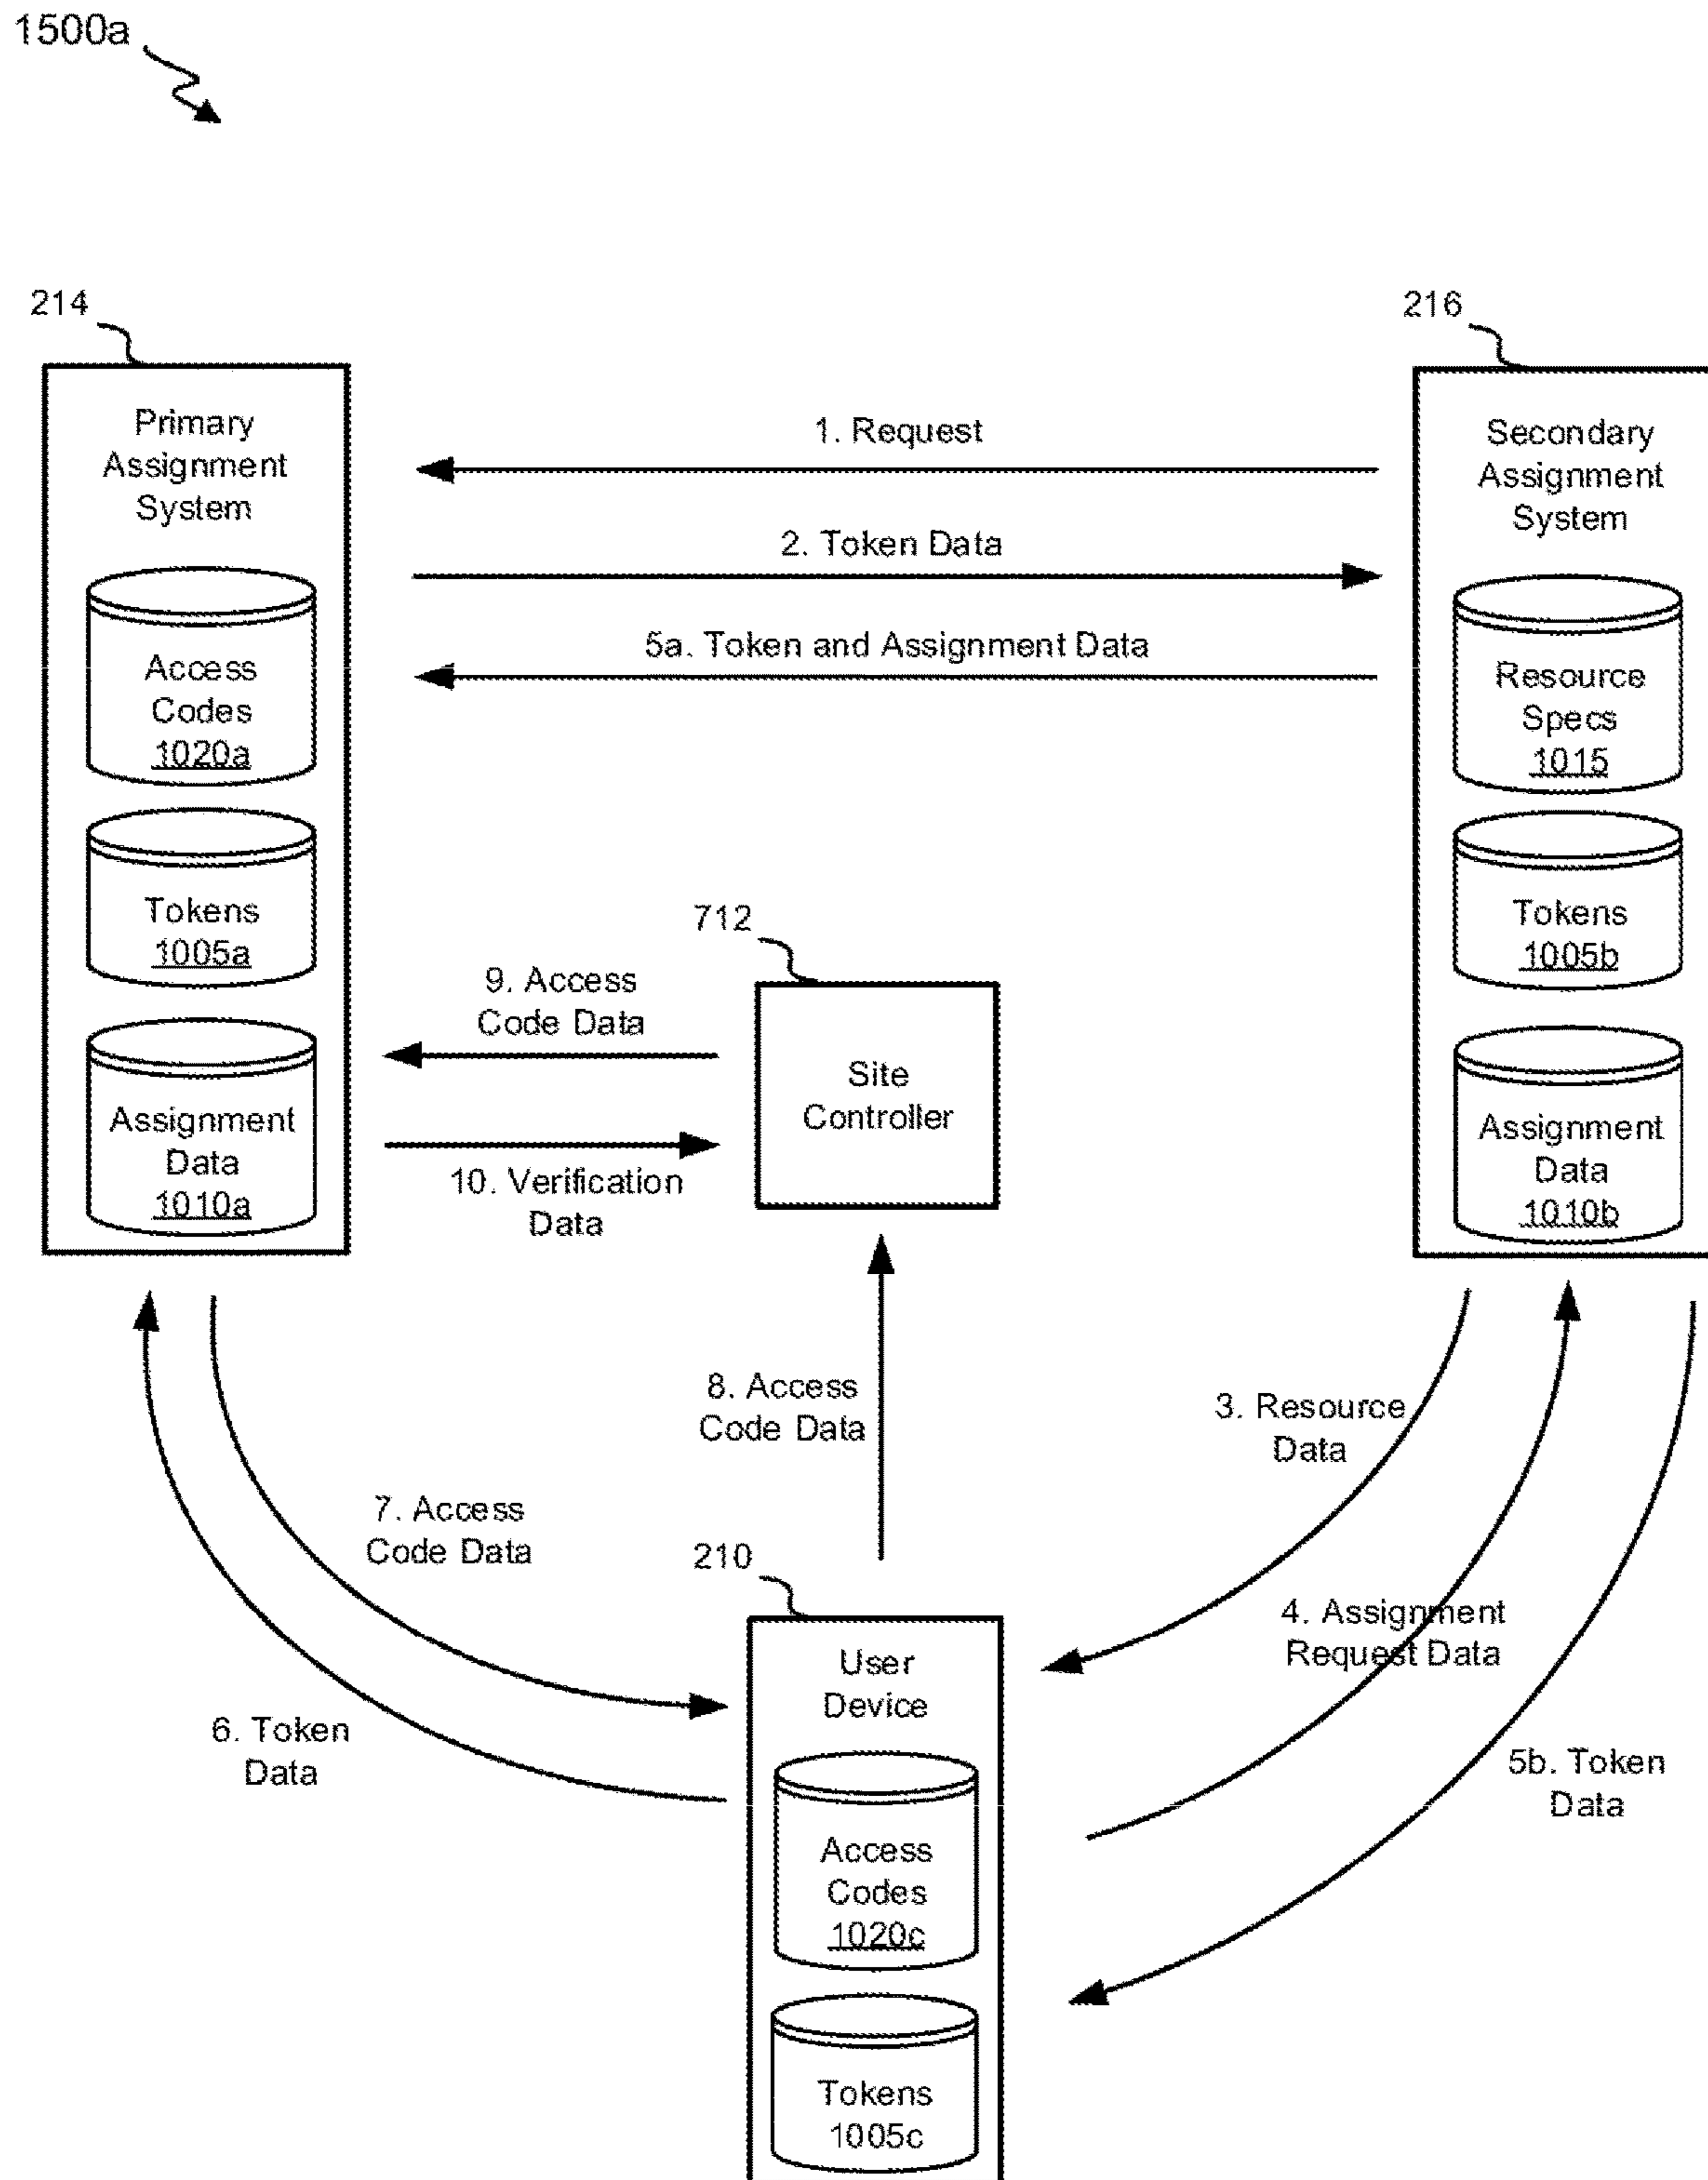 1500a
214
216
Primary
Assignment
System
Access
Codes
1020a
Tokens
1005a
Assignment
Data
1010a
1. Request
2. Token Data
5a. Token and Assignment Data
Secondary
Assignment
System
Resource
Specs
1015
Tokens
1005b
Assignment
Data
1010b
712
9. Access
Code Data
10. Verification
Data
Site
Controller
8. Access
Code Data
3. Resource
Data
7. Access
Code Data
4. Assignment
Request Data
6. Token
Data
5b. Token
Data
210
User
Device
Access
Codes
1020c
Tokens
1005c